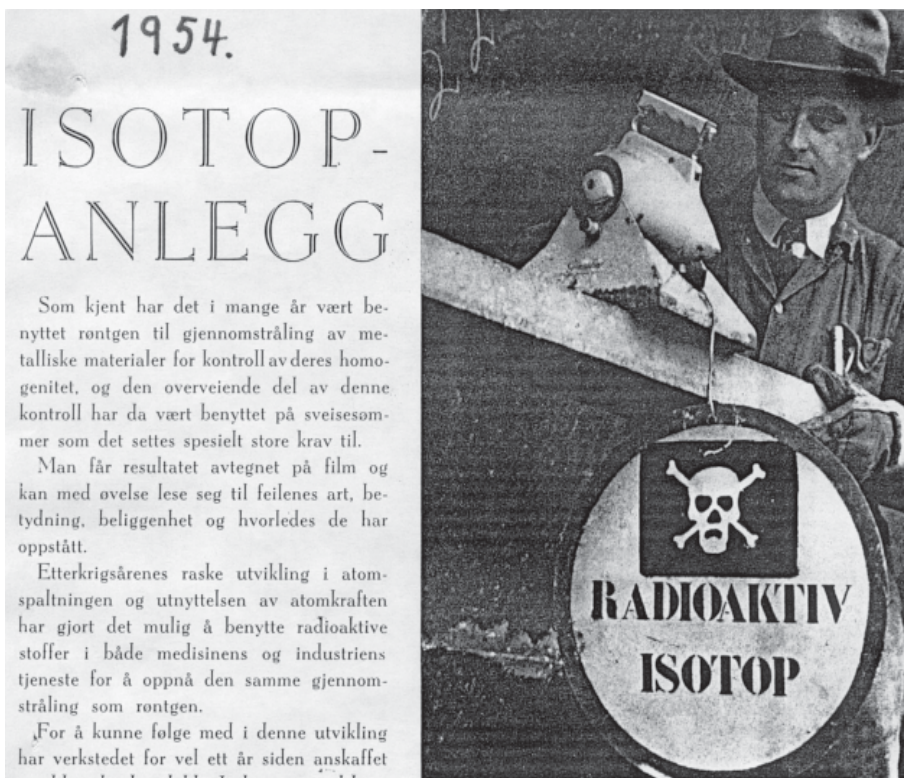 1954.
ISOTOP-
ANLEGG
Som kjent har det i mange år vært be-
nyttet røntgen til gjennomstråling av me-
talliske materialer for kontroll av deres homo-
genitet, og den overveiende del av denne
kontroll har da vært benyttet på sveisesøm-
mer som det settes spesielt store krav til.
Man får resultatet avtegnet på film og
kan med øvelse lese seg til feilenes art, be-
tydning, beliggenhet og hvorledes de har
oppstått.
Etterkrigsårenes raske utvikling i atom-
spaltningen og utnyttelsen av atomkraften
har gjort det mulig å benytte radioaktive
stoffer i både medisinens og industriens
tjeneste for å oppnå den samme gjennom-
stråling som røntgen.
For å kunne følge med i denne utvikling
har verkstedet for vel ett år siden anskaffet
RADIOAKTIV
ISOTOP